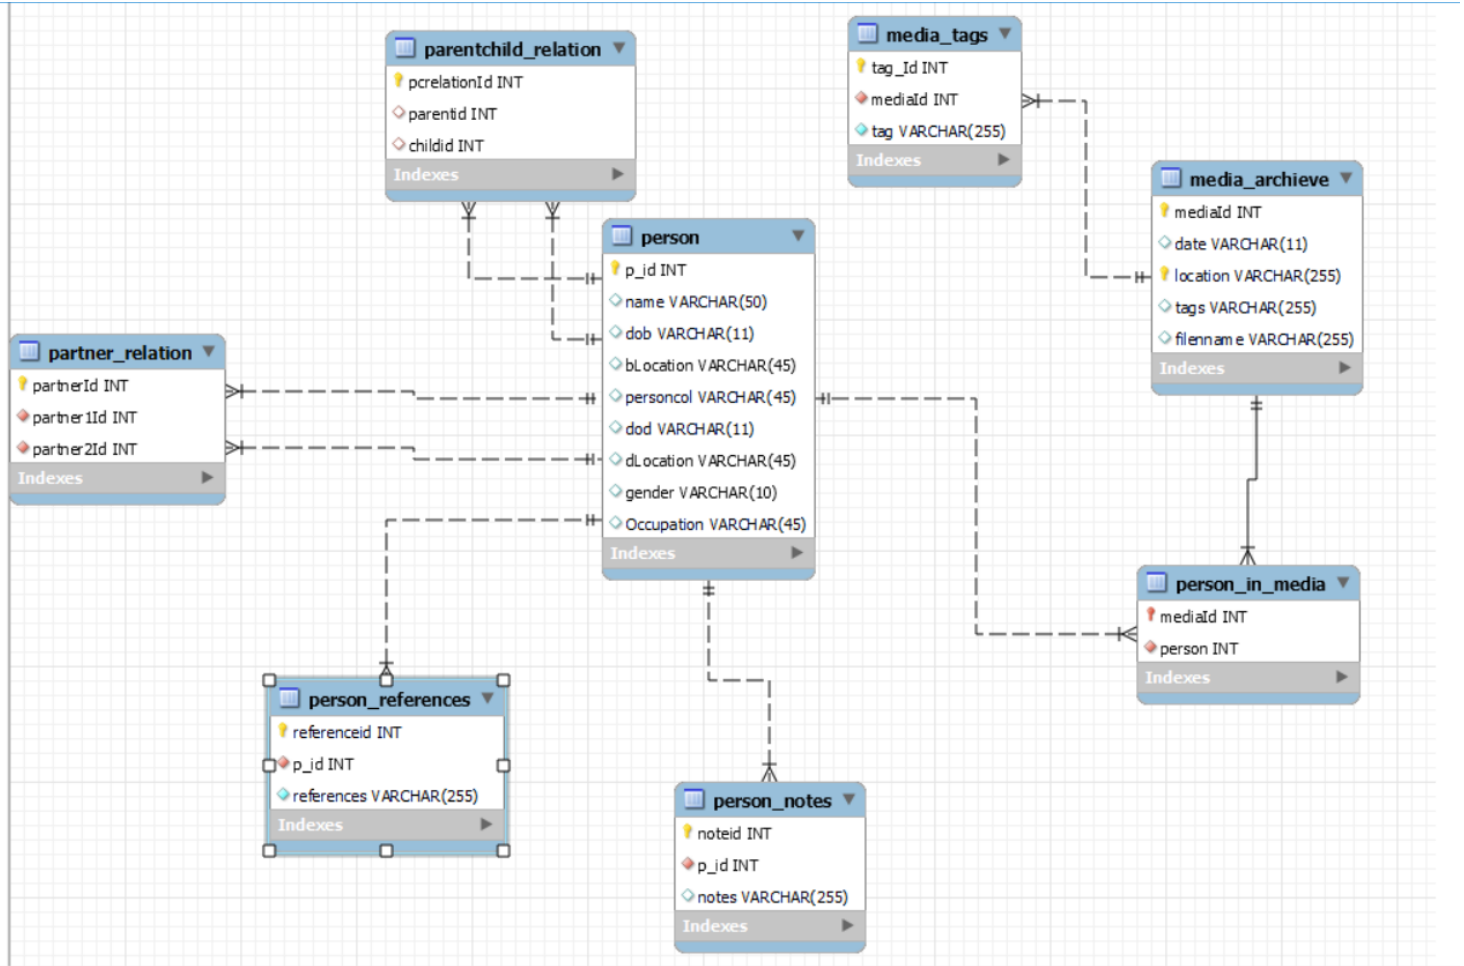 parentchild_relation
pcrelationId INT
parentid INT
childid INT
Indexes
media_tags
tag_Id INT
mediaId INT
tag VARCHAR(255)
Indexes
media_archieve
mediaId INT
date VARCHAR(11)
location VARCHAR(255)
tags VARCHAR(255)
filenname VARCHAR(255)
Indexes
person
p_id INT
name VARCHAR(50)
dob VARCHAR(11)
bLocation VARCHAR(45)
personcol VARCHAR(45)
dod VARCHAR(11)
dLocation VARCHAR(45)
gender VARCHAR(10)
Occupation VARCHAR(45)
Indexes
partner_relation
partnerId INT
partner1Id INT
partner2Id INT
Indexes
person_in_media
mediaId INT
person INT
Indexes
person_references
referenceid INT
p_id INT
references VARCHAR(255)
Indexes
person_notes
noteid INT
p_id INT
notes VARCHAR(255)
Indexes